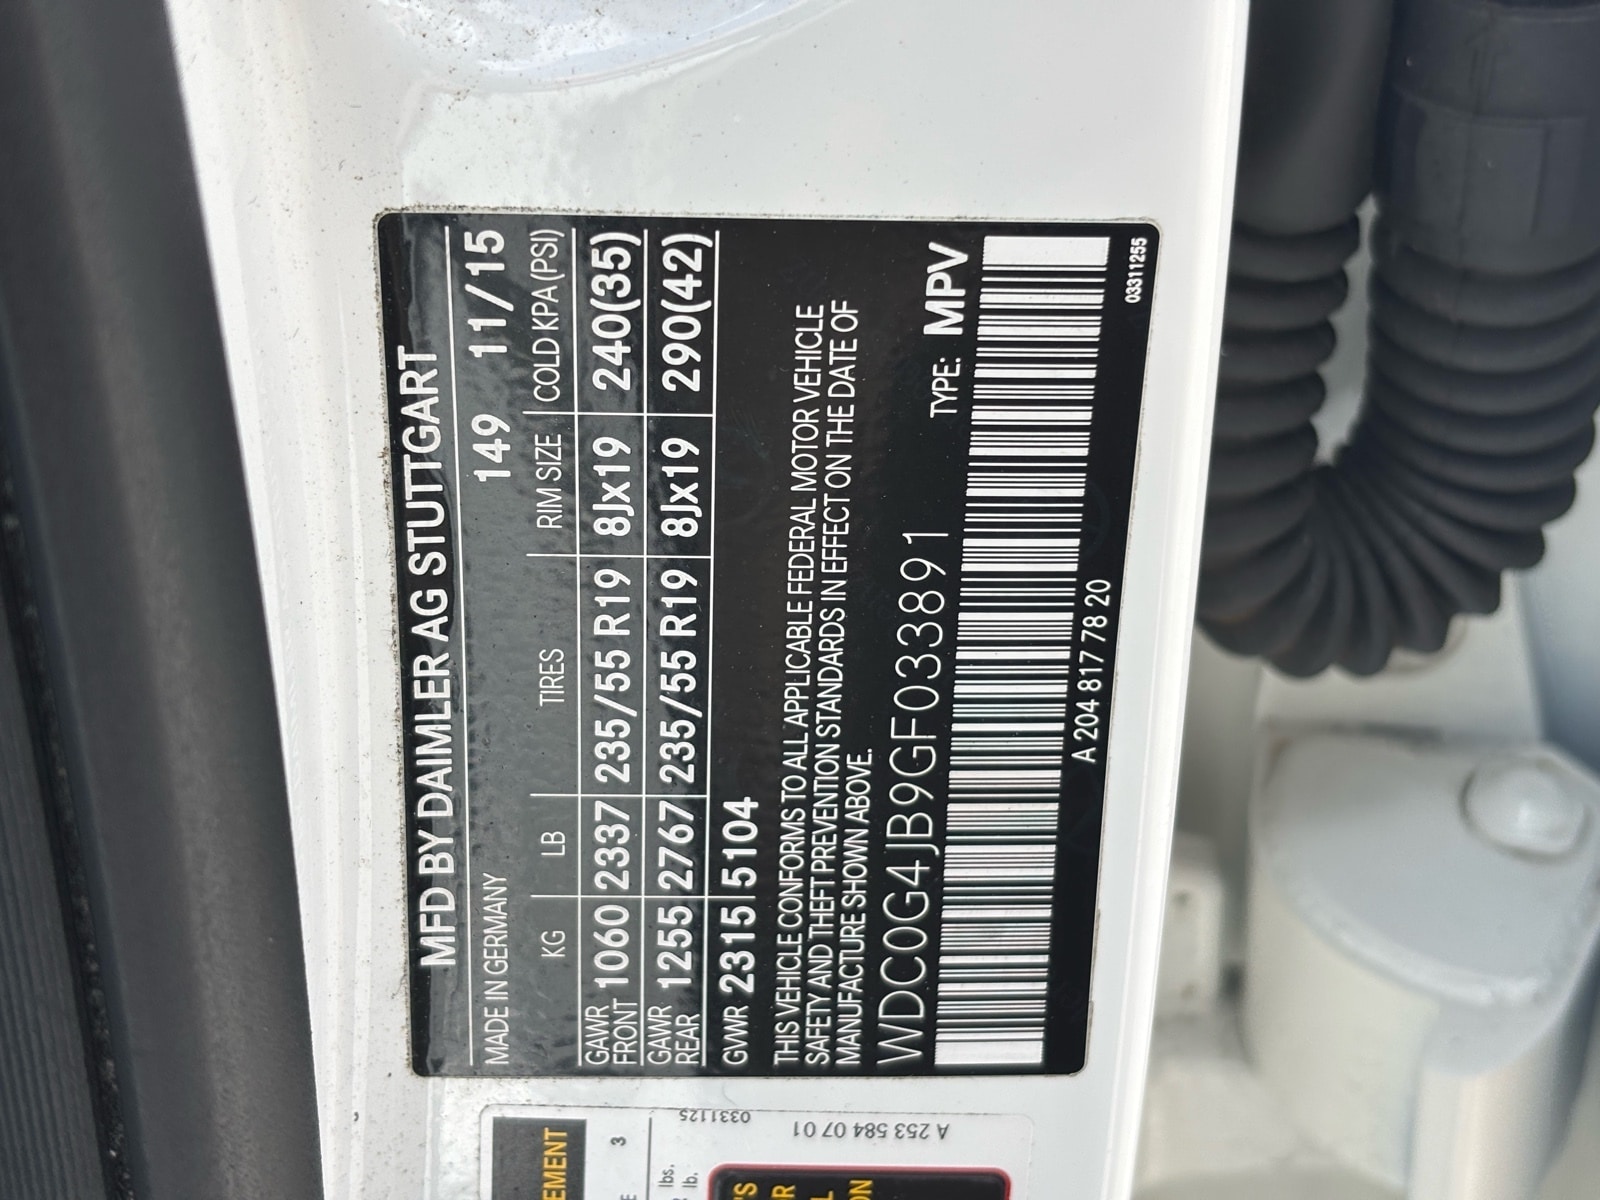 MFD BY DAIMLER AG STUTTGART
MADE IN GERMANY 149 11/15
KG LB TIRES RIM SIZE COLD KPA (PSI)
GAWR FRONT 1060 2337 235/55 R19 8Jx19 240(35)
GAWR REAR 1255 2767 235/55 R19 8Jx19 290(42)
GVWR 2315 5104
THIS VEHICLE CONFORMS TO ALL APPLICABLE FEDERAL MOTOR VEHICLE
SAFETY AND THEFT PREVENTION STANDARDS IN EFFECT ON THE DATE OF
MANUFACTURE SHOWN ABOVE.
WDC0G4JB9GF033891 TYPE: MPV
A 204 817 78 20
03311255
A 253 584 07 01
0331125
3
lbs.
lb.